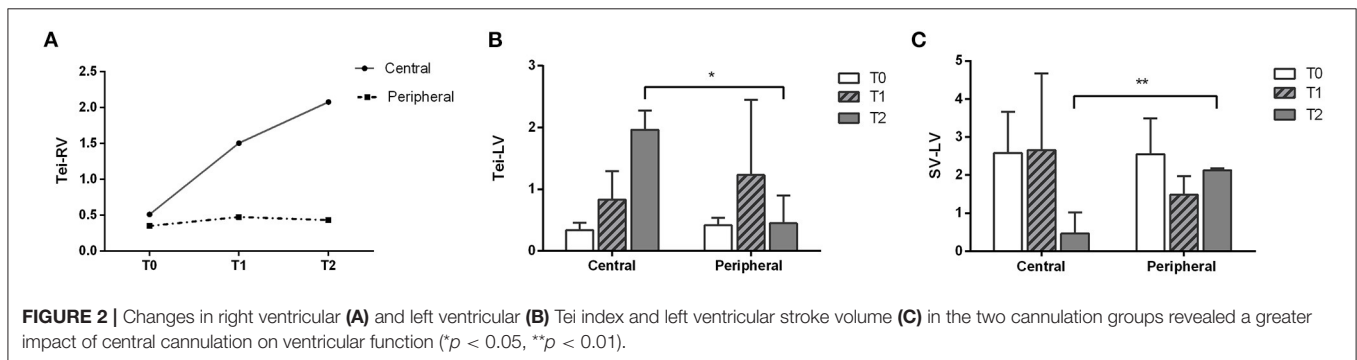 A
B
C
2.5
2.0
1.5
1.0
0.5
0.0
Tei-RV
T0
T1
T2
Central
Peripheral
3
2
1
0
Tei-LV
*
Central
Peripheral
T0
T1
T2
5
4
3
2
1
0
SV-LV
**
Central
Peripheral
T0
T1
T2
FIGURE 2 | Changes in right ventricular (A) and left ventricular (B) Tei index and left ventricular stroke volume (C) in the two cannulation groups revealed a greater
impact of central cannulation on ventricular function (*p < 0.05, **p < 0.01).